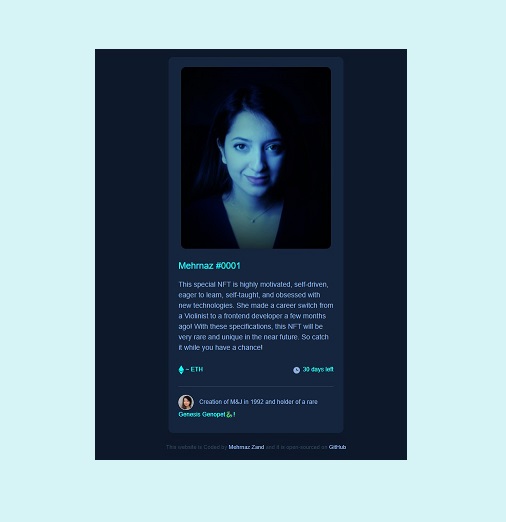 Mehrnaz #0001
This special NFT is highly motivated, self-driven,
eager to learn, self-taught, and obsessed with
new technologies. She made a career switch from
a Violinist to a frontend developer a few months
ago! With these specifications, this NFT will be
very rare and unique in the near future. So catch
it while you have a chance!
– ETH
30 days left
Creation of M&J in 1992 and holder of a rare
Genesis Genopet🐍!
This website is Coded by Mehrnaz Zand and it is open-sourced on GitHub